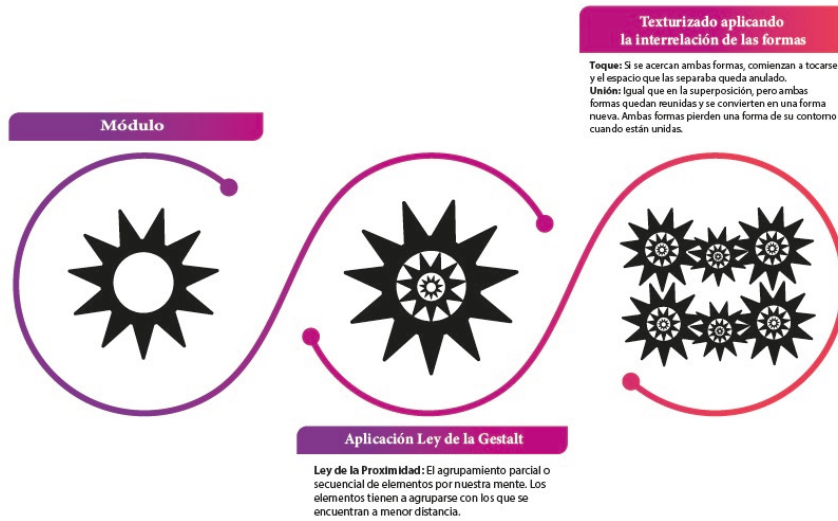 Módulo
Aplicación Ley de la Gestalt
Ley de la Proximidad: El agrupamiento parcial o
secuencial de elementos por nuestra mente. Los
elementos tienen a agruparse con los que se
encuentran a menor distancia.
Texturizado aplicando
la interrelación de las formas
Toque: Si se acercan ambas formas, comienzan a tocarse
y el espacio que las separaba queda anulado.
Unión: Igual que en la superposición, pero ambas
formas quedan reunidas y se convierten en una forma
nueva. Ambas formas pierden una forma de su contorno
cuando están unidas.